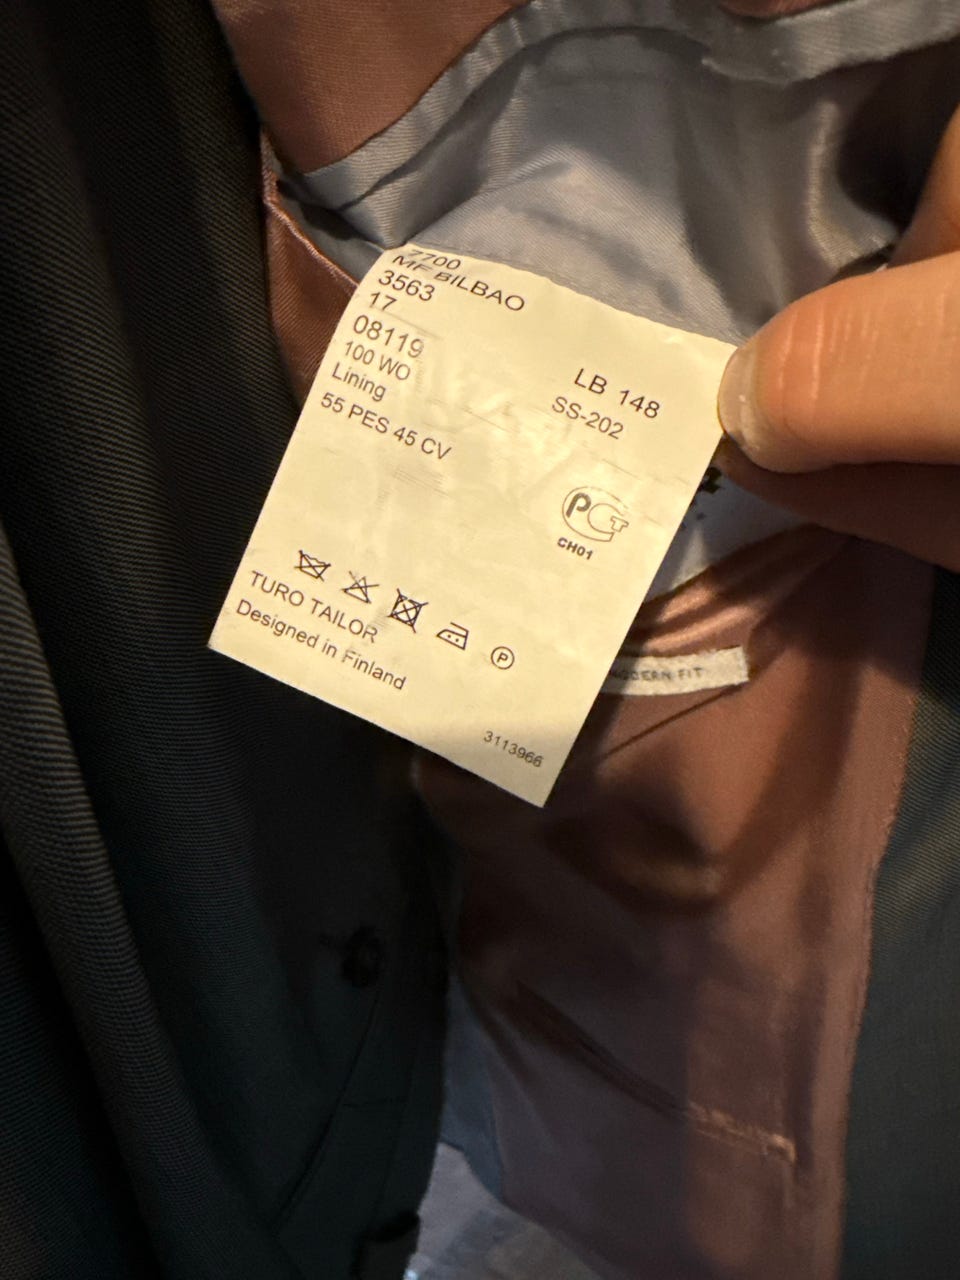 7700
MF BILBAO
3563
17
08119
100 WO
Lining
55 PES 45 CV
LB 148
SS-202
PCT
CH01
TURO TAILOR
Designed in Finland
P
3113966
MODERN FIT